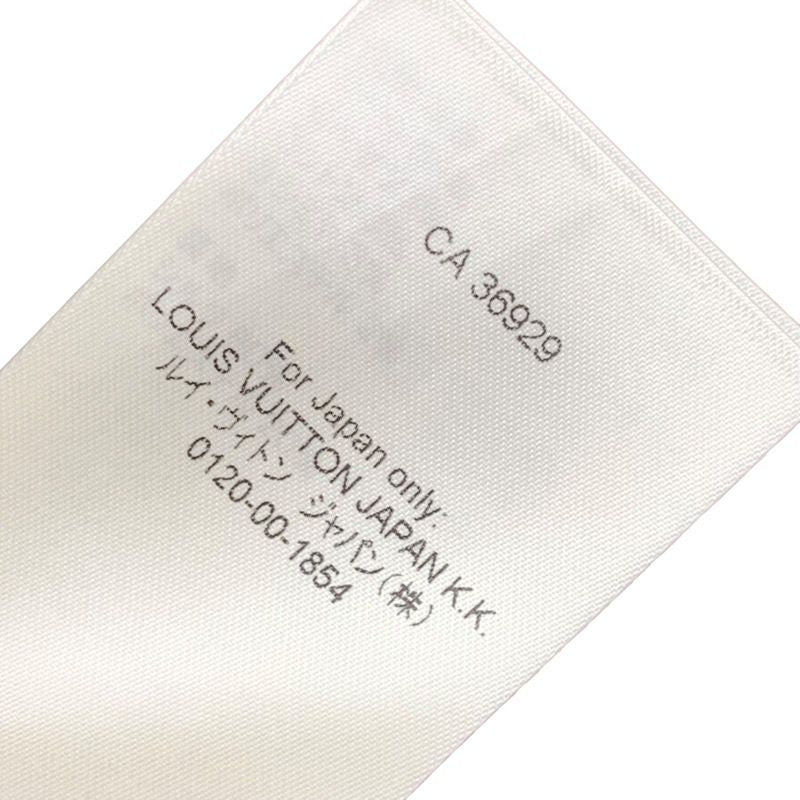 CA 36929
For Japan only:
LOUIS VUITTON JAPAN K.K.
ルイ・ヴィトン ジャパン(株)
0120-00-1854